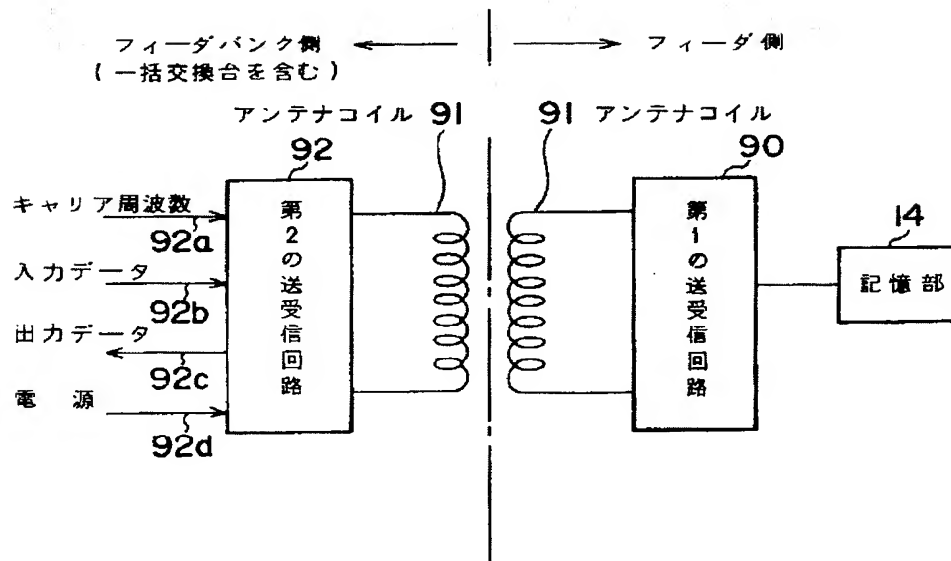 フィーダバンク側
(一括交換台を含む)
フィーダ側
アンテナコイル 91
91 アンテナコイル
92
90
キャリア周波数
92a
入力データ
92b
出力データ
92c
電 源
92d
第2の送受信回路
第1の送受信回路
14
記憶部